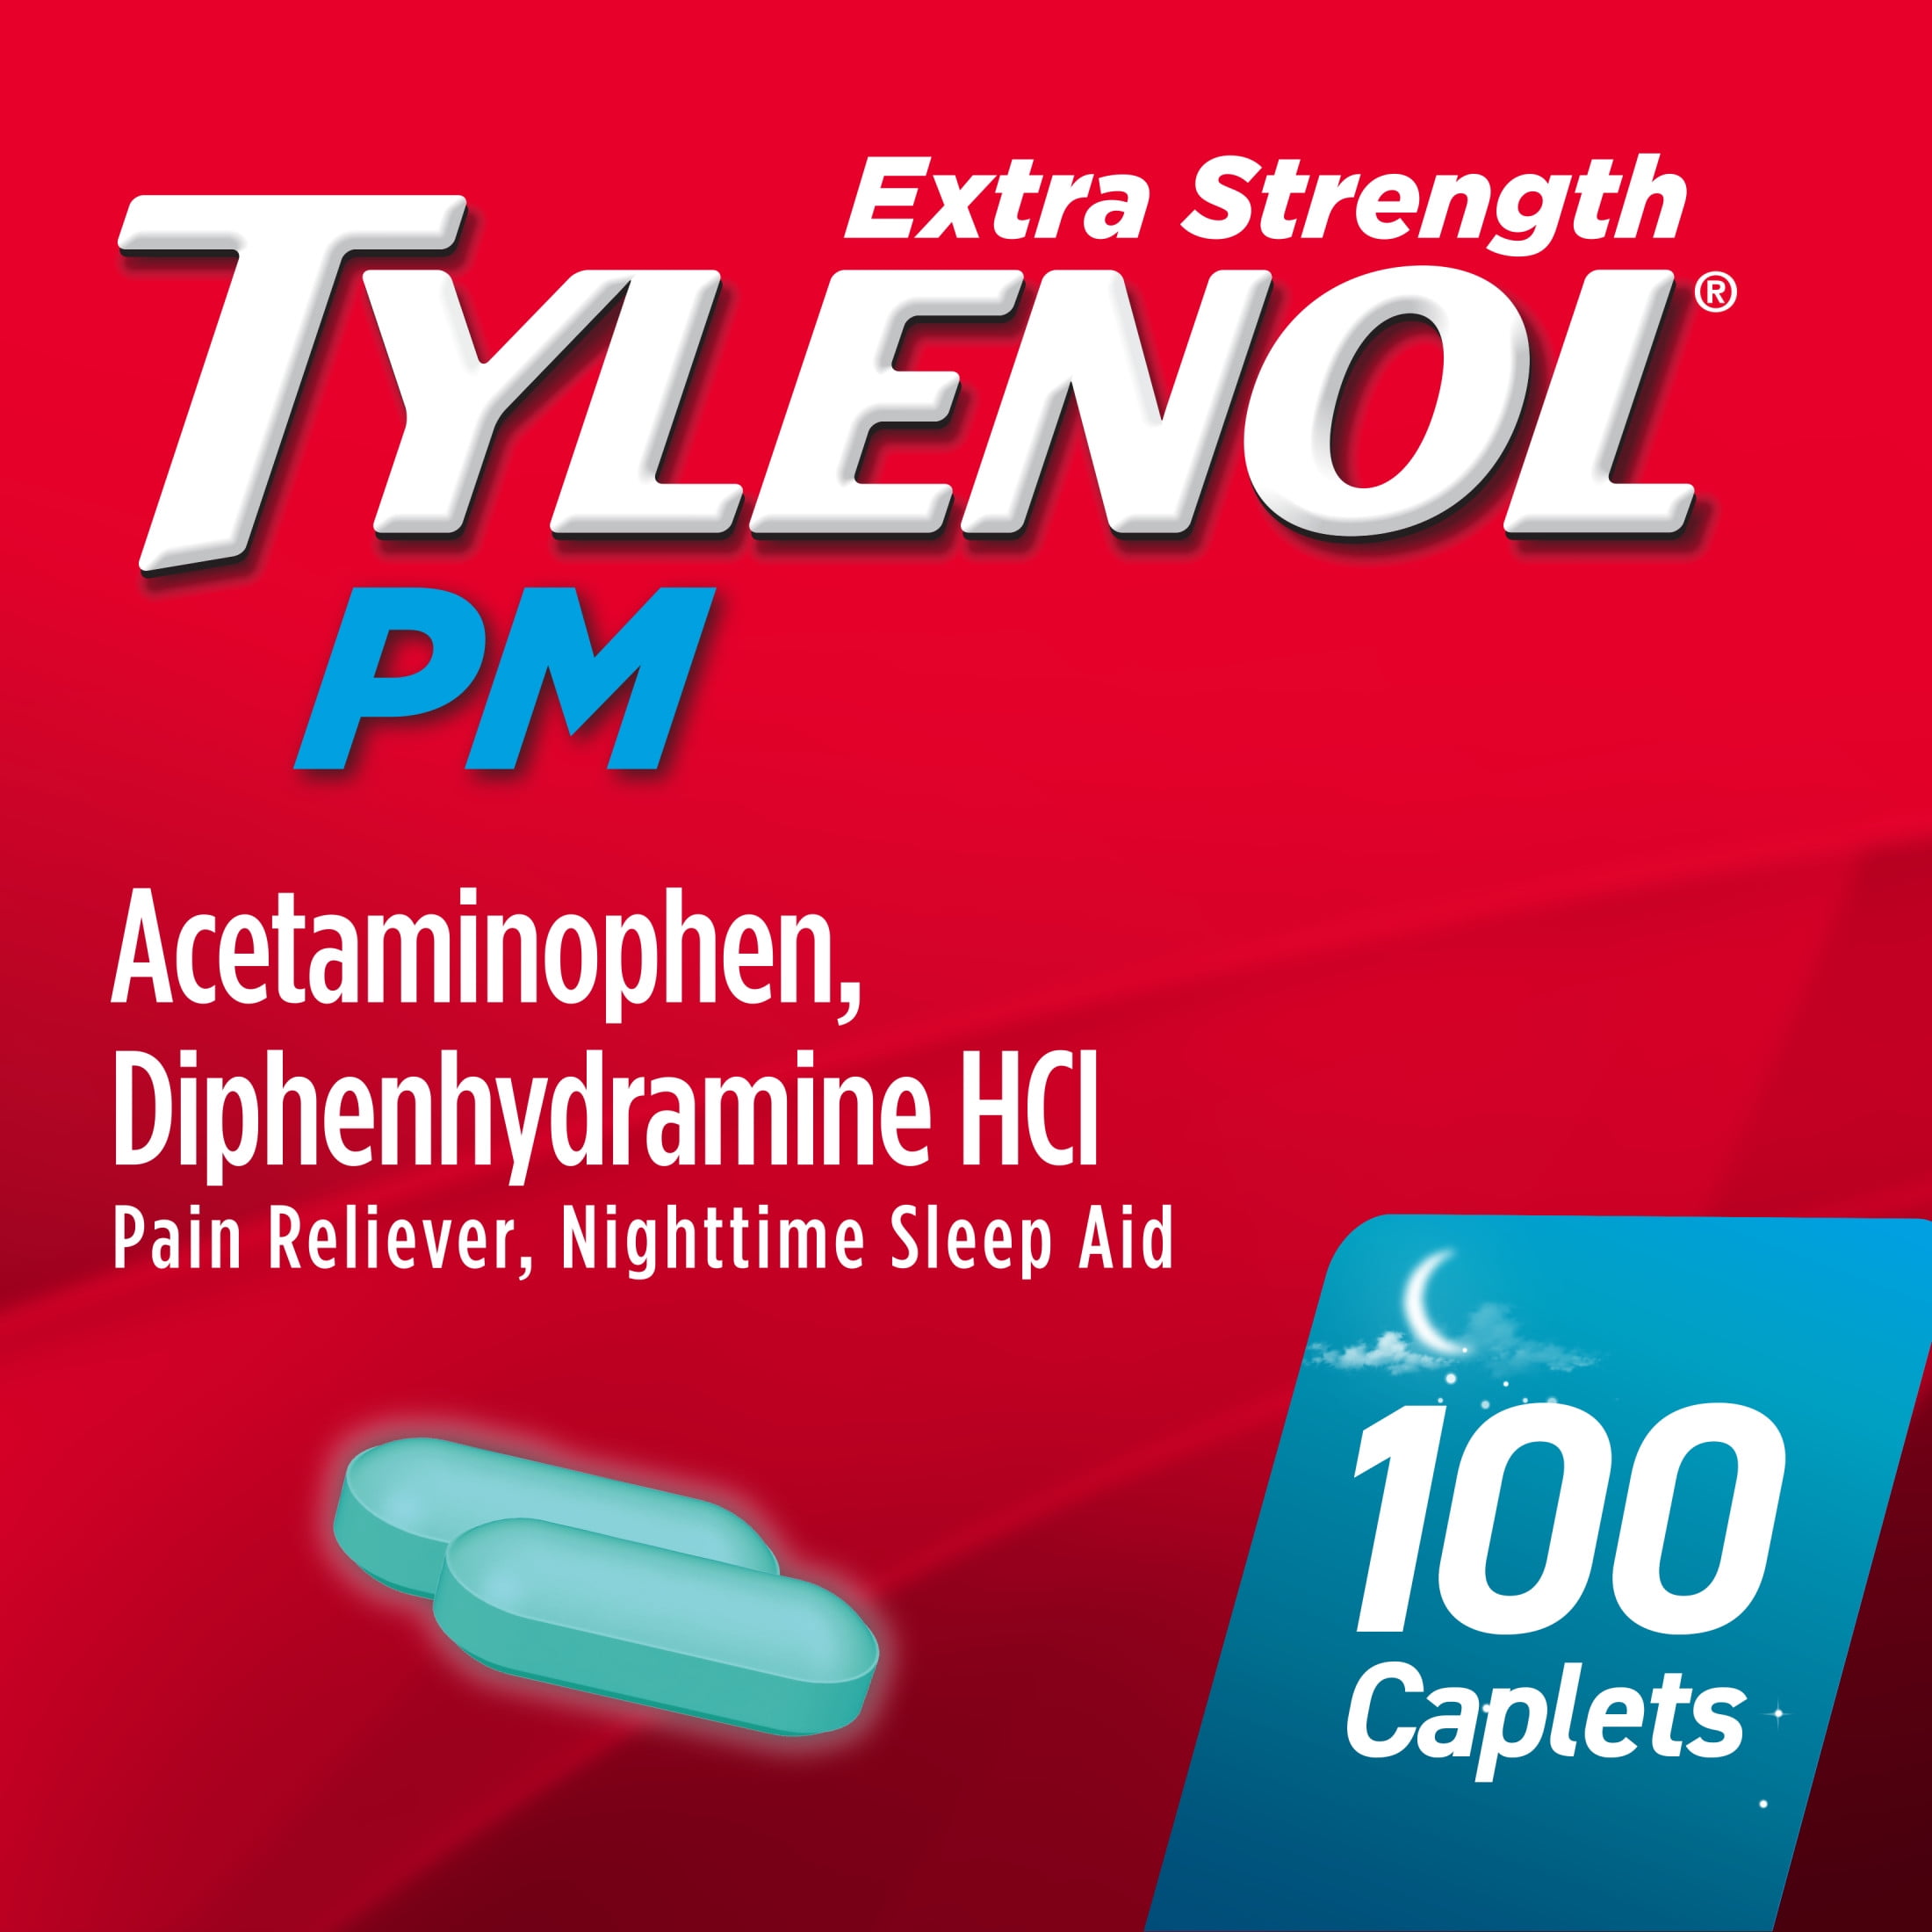 Extra Strength
TYLENOL®
PM
Acetaminophen,
Diphenhydramine HCl
Pain Reliever, Nighttime Sleep Aid
100
Caplets